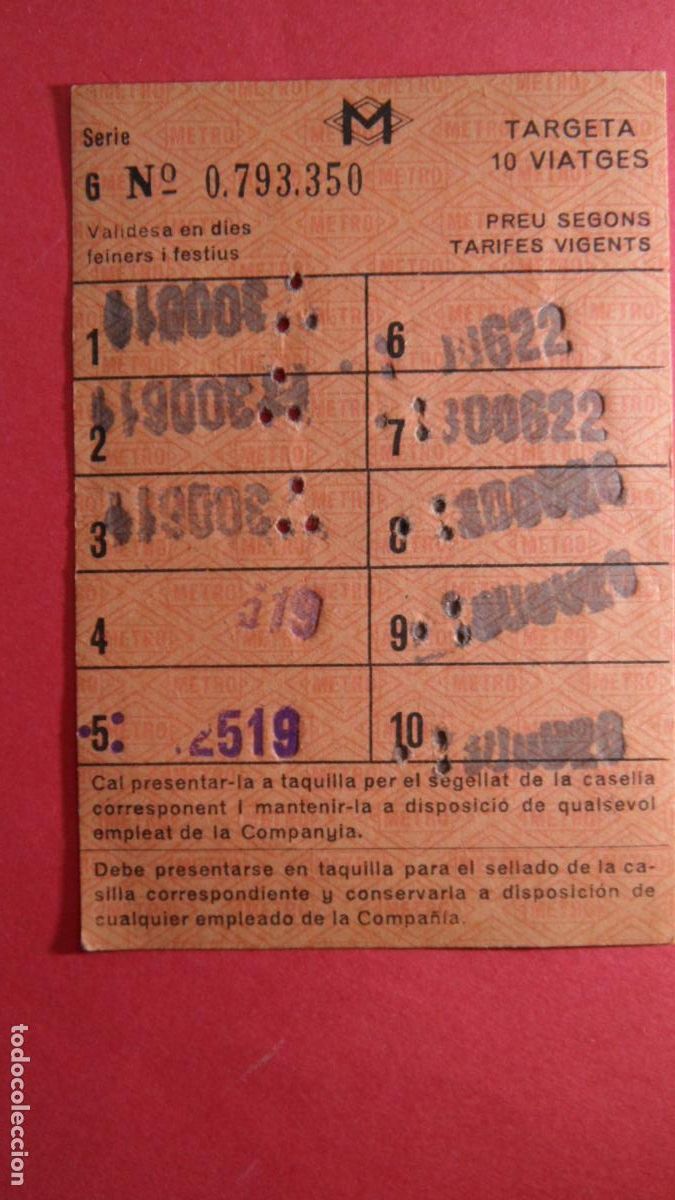 Serie
M
TARGETA
10 VIATGES
G Nº 0.793.350
Validesa en dies
feiners i festius
PREU SEGONS
TARIFES VIGENTS
1
6
622
2
7
300622
3
8
4 519
9
5 2519
10
Cal presentar-la a taquilla per el segellat de la casella
corresponent i mantenir-la a disposició de qualsevol
empleat de la Companyia.
Debe presentarse en taquilla para el sellado de la ca-
silla correspondiente y conservarla a disposición de
cualquier empleado de la Compañía.
todocoleccion